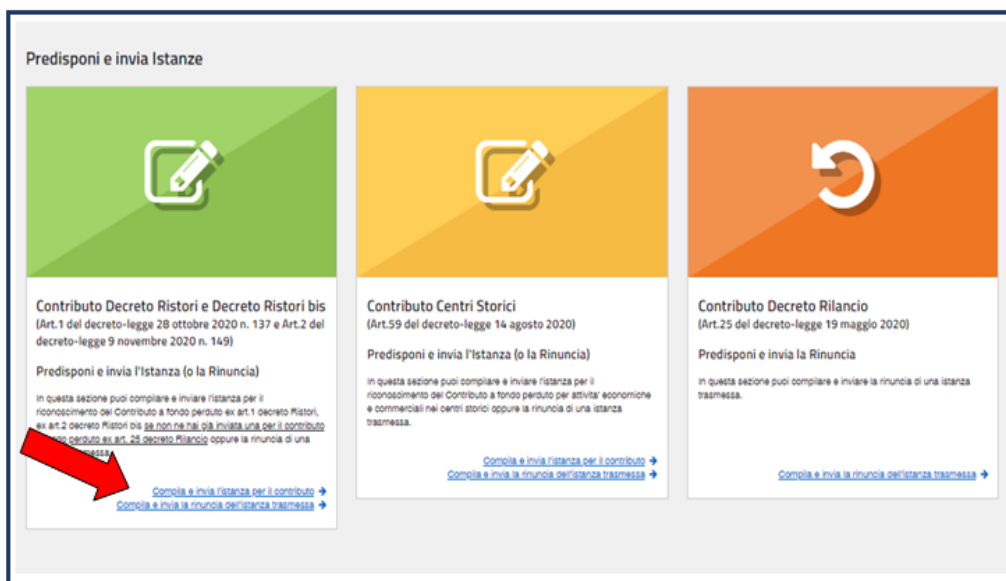 Predisponi e invia Istanze
Contributo Decreto Ristori e Decreto Ristori bis
(Art.1 del decreto-legge 28 ottobre 2020 n. 137 e Art.2 del
decreto-legge 9 novembre 2020 n. 149)
Predisponi e invia l'Istanza (o la Rinuncia)
In questa sezione puoi compilare e inviare l'istanza per il
riconoscimento del Contributo a fondo perduto ex art.1 decreto Ristori,
ex art.2 decreto Ristori bis se non ne hai già inviata una per il contributo
fondo perduto ex art. 25 decreto Rilancio oppure la rinuncia di una
Compila e invia l'istanza per il contributo →
Compila e invia la rinuncia dell'istanza trasmessa →
Contributo Centri Storici
(Art.59 del decreto-legge 14 agosto 2020)
Predisponi e invia l'Istanza (o la Rinuncia)
In questa sezione puoi compilare e inviare l'istanza per il
riconoscimento del Contributo a fondo perduto per attivita' economiche
e commerciali nei centri storici oppure la rinuncia di una istanza
trasmessa.
Compila e invia l'istanza per il contributo →
Compila e invia la rinuncia dell'istanza trasmessa →
Contributo Decreto Rilancio
(Art.25 del decreto-legge 19 maggio 2020)
Predisponi e invia la Rinuncia
In questa sezione puoi compilare e inviare la rinuncia di una istanza
trasmessa.
Compila e invia la rinuncia dell'istanza trasmessa →